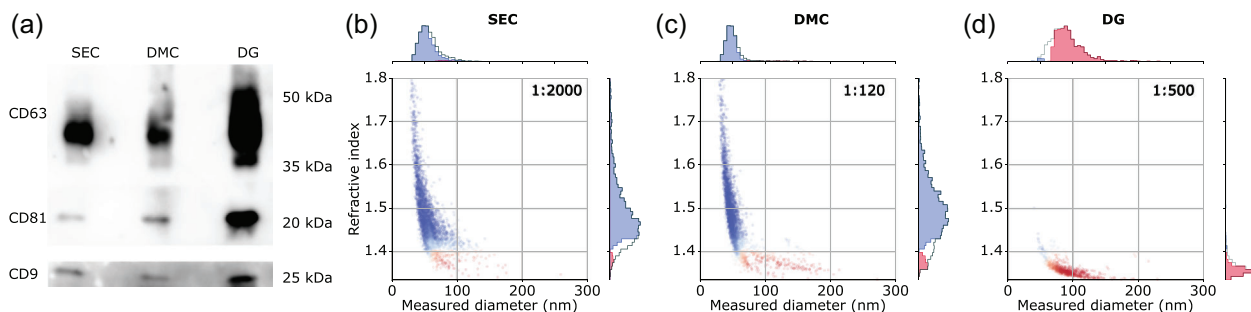 (a)
SEC DMC DG
CD63
50 kDa
35 kDa
CD81
20 kDa
CD9
25 kDa
(b)
SEC
1:2000
Refractive index
1.8
1.7
1.6
1.5
1.4
0 100 200 300
Measured diameter (nm)
(c)
DMC
1:120
1.8
1.7
1.6
1.5
1.4
0 100 200 300
Measured diameter (nm)
(d)
DG
1:500
1.8
1.7
1.6
1.5
1.4
0 100 200 300
Measured diameter (nm)